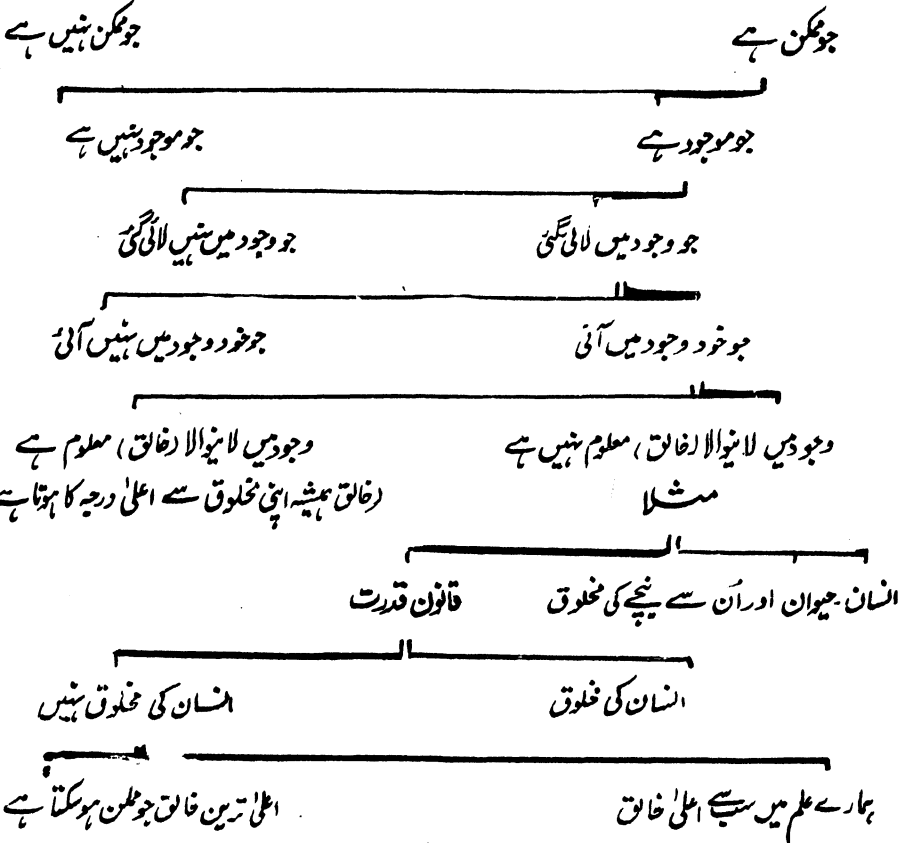 جو ممکن ہے
جو ممکن نہیں ہے
جو موجود ہے
جو موجود نہیں ہے
جو وجود میں لائی گئی
جو وجود میں نہیں لائی گئی
جو خود وجود میں آئی
جو خود وجود میں نہیں آئی
وجود میں لانیوالا (خالق) معلوم نہیں ہے
وجود میں لانیوالا (خالق) معلوم ہے
مثلا
(خالق ہمیشہ اپنی مخلوق سے اعلیٰ درجہ کا ہوتا ہے
انسان۔ حیوان اور اُن سے نیچے کی مخلوق
قانون قدرت
انسان کی مخلوق
انسان کی مخلوق نہیں
ہمارے علم میں سب سے اعلیٰ خالق
اعلیٰ ترین خالق جو ممکن ہو سکتا ہے